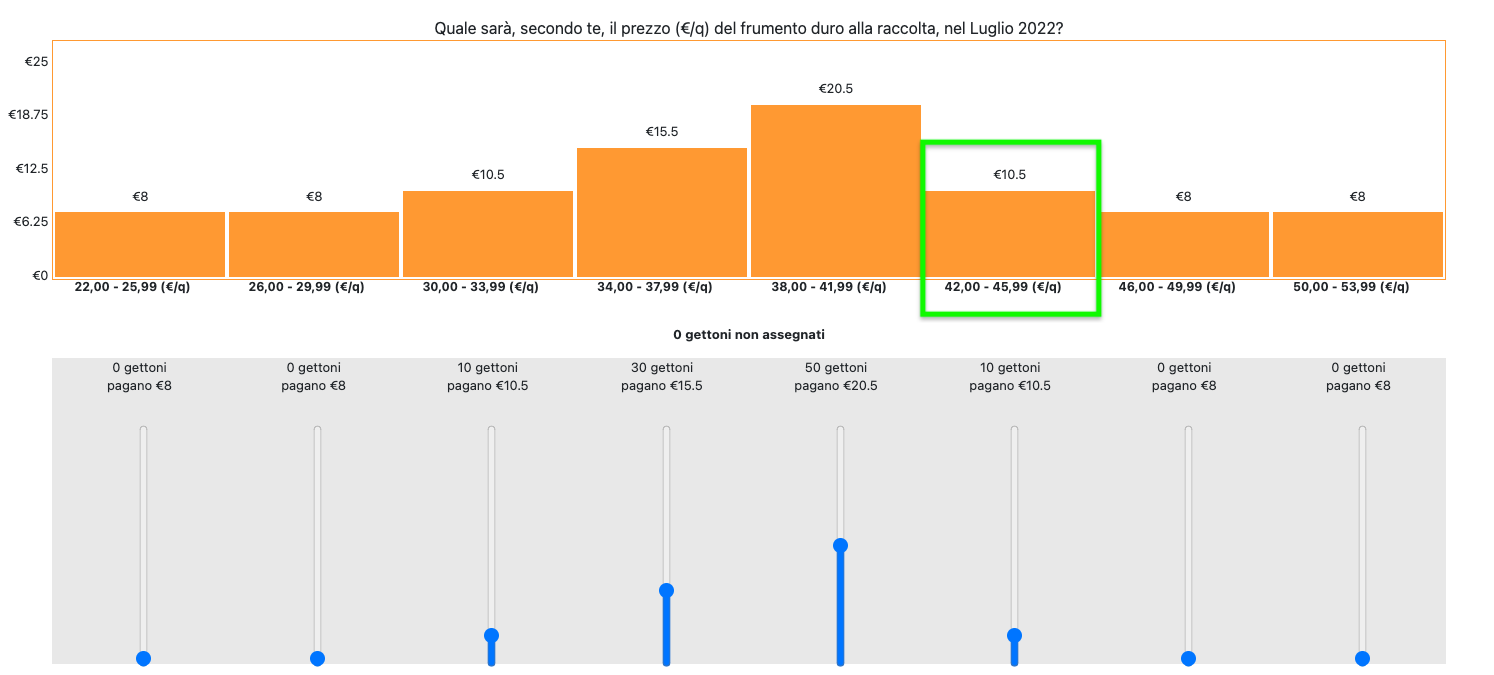 Quale sarà, secondo te, il prezzo (€/q) del frumento duro alla raccolta, nel Luglio 2022?
€25
€18.75
€12.5
€6.25
€0
€8
€8
€10.5
€15.5
€20.5
€10.5
€8
€8
22,00 - 25,99 (€/q)
26,00 - 29,99 (€/q)
30,00 - 33,99 (€/q)
34,00 - 37,99 (€/q)
38,00 - 41,99 (€/q)
42,00 - 45,99 (€/q)
46,00 - 49,99 (€/q)
50,00 - 53,99 (€/q)
0 gettoni non assegnati
0 gettoni
pagano €8
0 gettoni
pagano €8
10 gettoni
pagano €10.5
30 gettoni
pagano €15.5
50 gettoni
pagano €20.5
10 gettoni
pagano €10.5
0 gettoni
pagano €8
0 gettoni
pagano €8